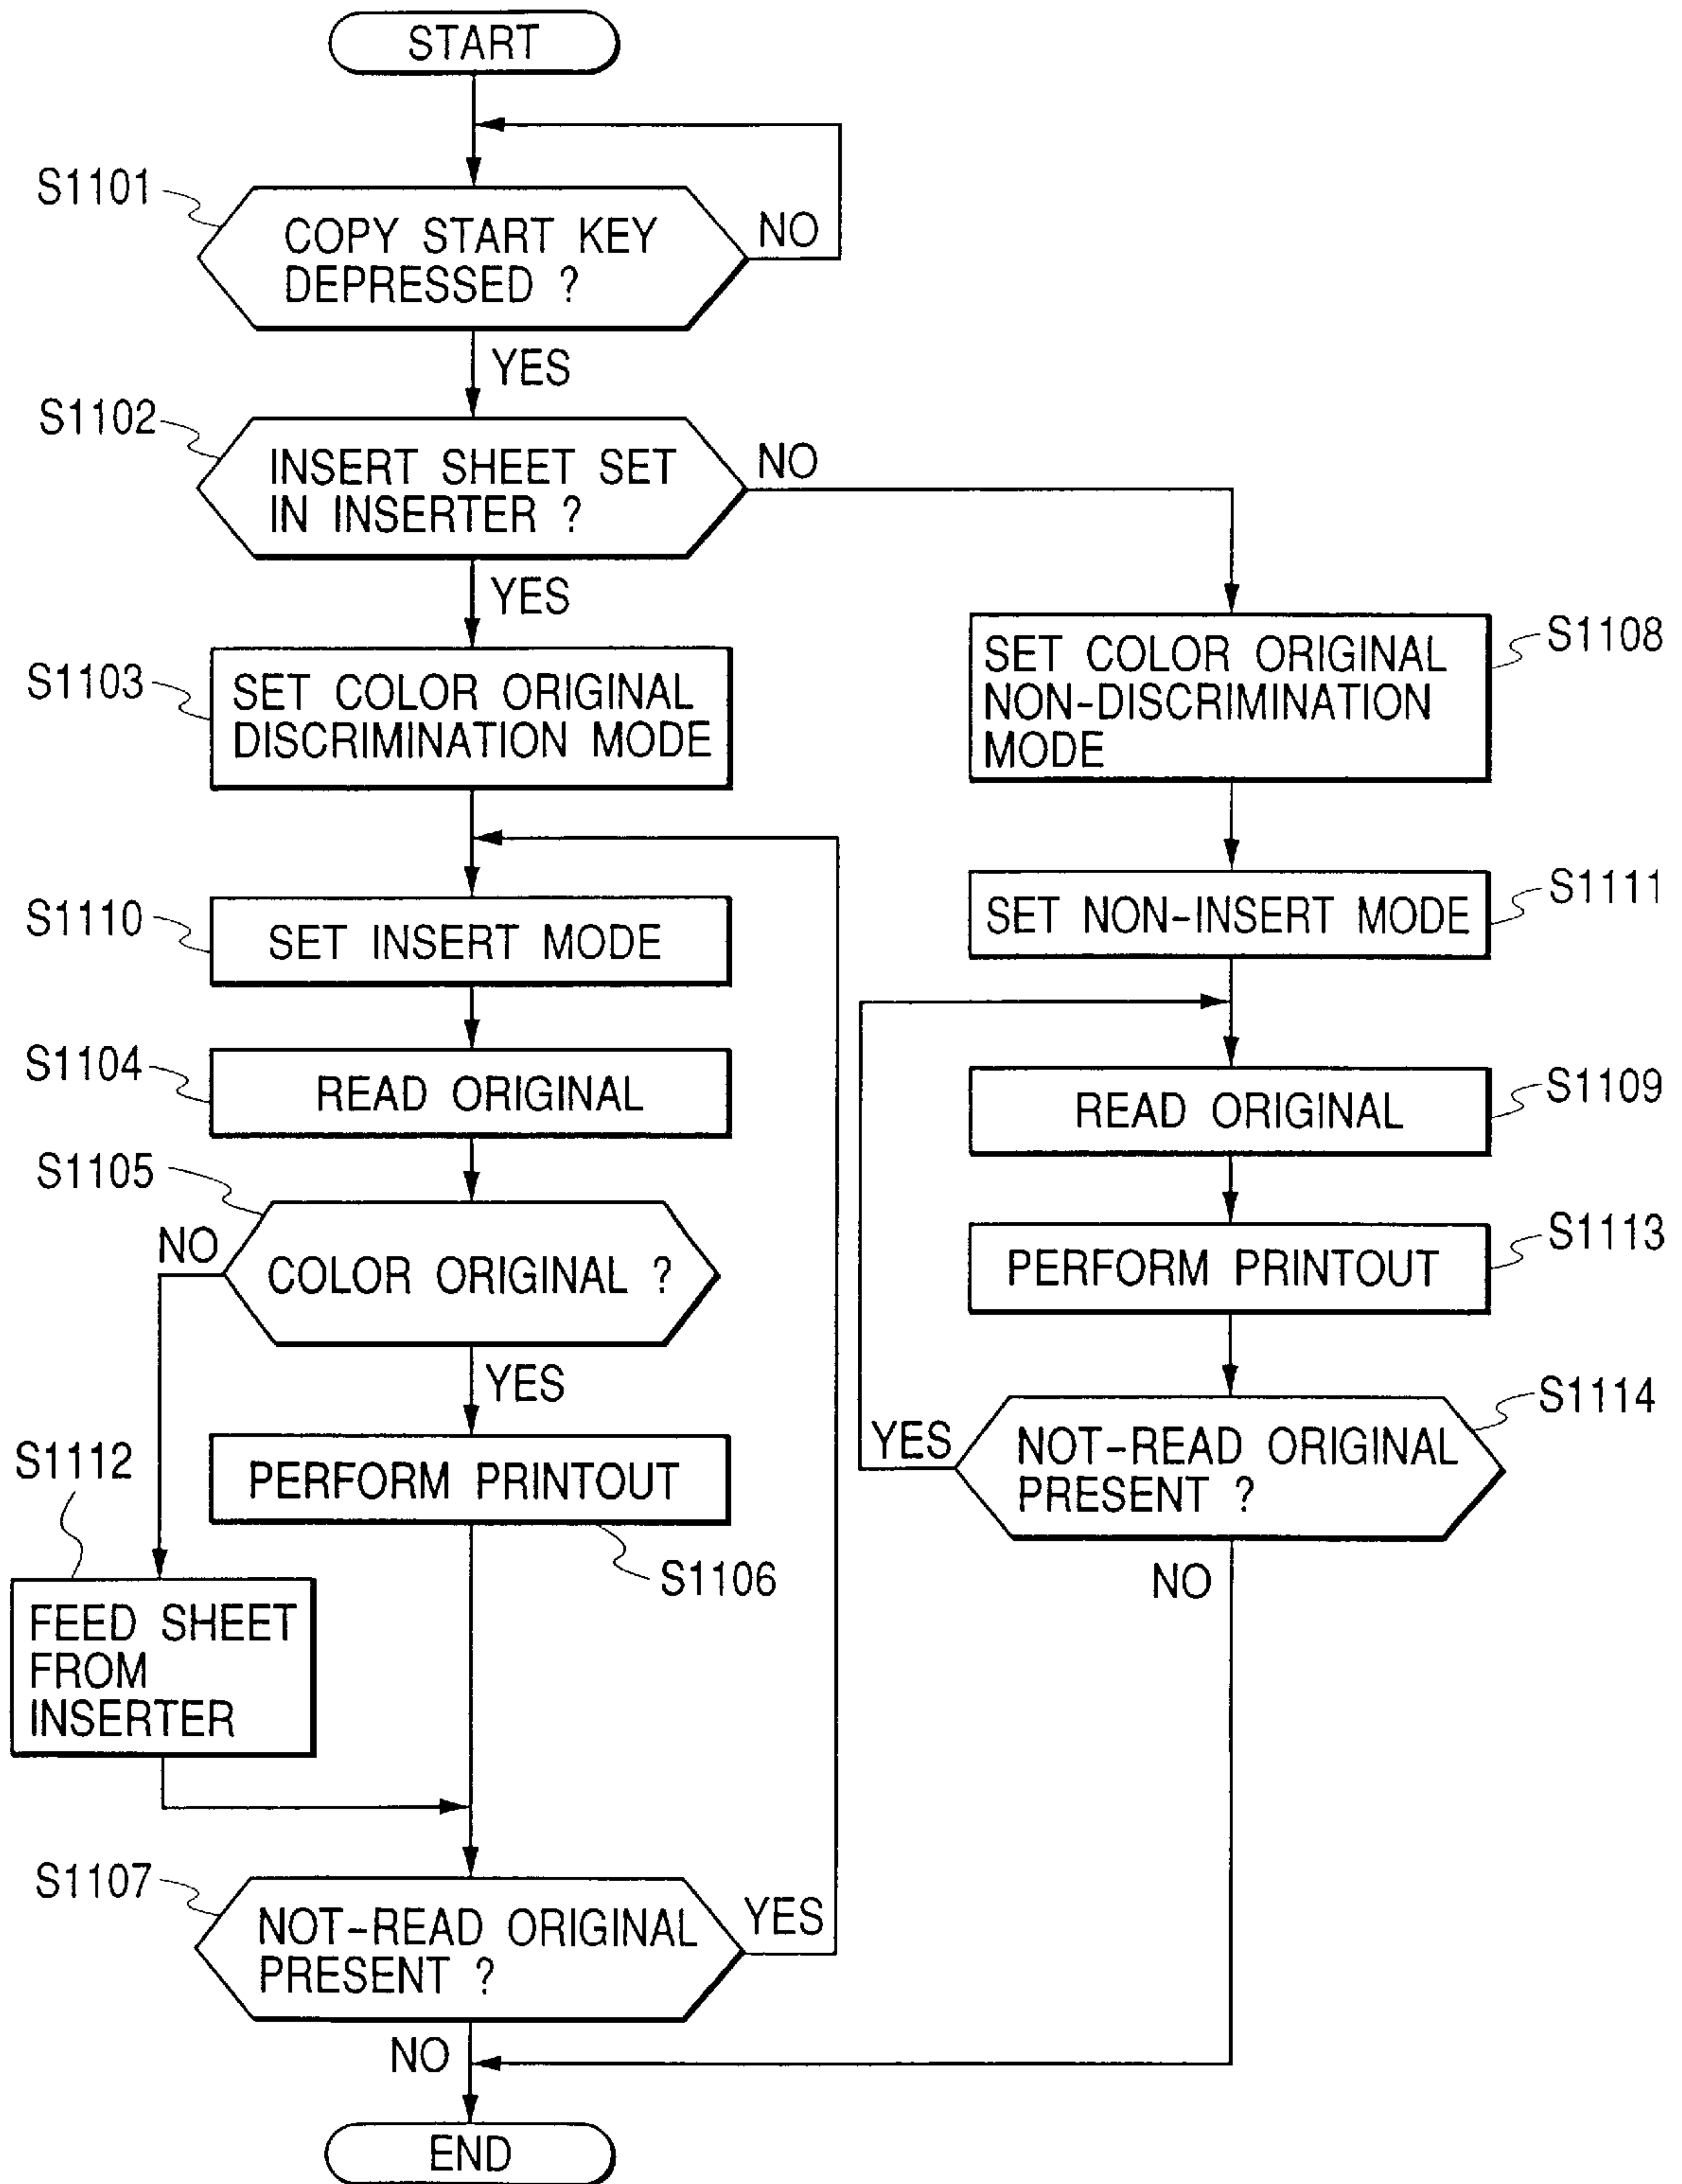 START
S1101
COPY START KEY
DEPRESSED ?
NO
YES
S1102
INSERT SHEET SET
IN INSERTER ?
NO
YES
S1103
SET COLOR ORIGINAL
DISCRIMINATION MODE
S1108
SET COLOR ORIGINAL
NON-DISCRIMINATION
MODE
S1110
SET INSERT MODE
S1111
SET NON-INSERT MODE
S1104
READ ORIGINAL
S1109
READ ORIGINAL
S1105
NO
COLOR ORIGINAL ?
YES
S1113
PERFORM PRINTOUT
S1114
YES
NOT-READ ORIGINAL
PRESENT ?
NO
S1112
PERFORM PRINTOUT
S1106
FEED SHEET
FROM
INSERTER
S1107
NOT-READ ORIGINAL
PRESENT ?
YES
NO
END